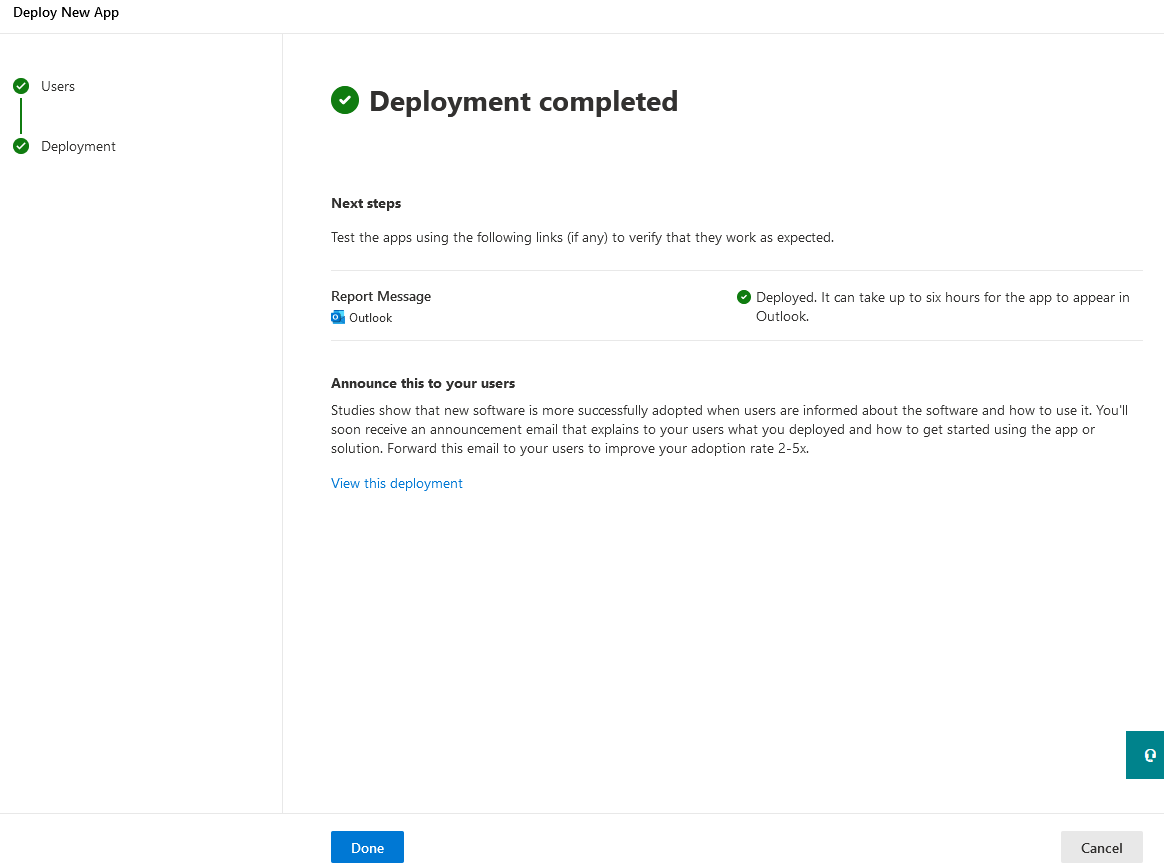 Deploy New App
Users
Deployment
Deployment completed
Next steps
Test the apps using the following links (if any) to verify that they work as expected.
Report Message
Outlook
Deployed. It can take up to six hours for the app to appear in
Outlook.
Announce this to your users
Studies show that new software is more successfully adopted when users are informed about the software and how to use it. You'll
soon receive an announcement email that explains to your users what you deployed and how to get started using the app or
solution. Forward this email to your users to improve your adoption rate 2-5x.
View this deployment
Done
Cancel